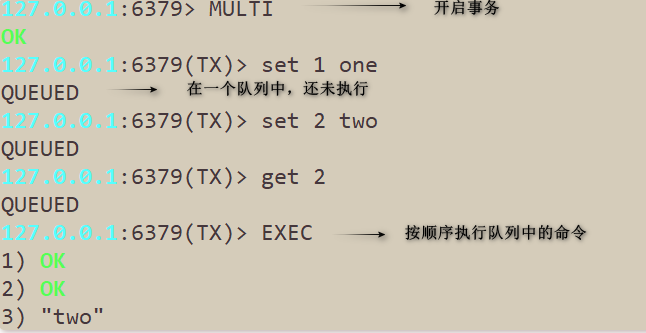 127.0.0.1:6379> MULTI 开启事务
OK
127.0.0.1:6379(TX)> set 1 one
QUEUED 在一个队列中，还未执行
127.0.0.1:6379(TX)> set 2 two
QUEUED
127.0.0.1:6379(TX)> get 2
QUEUED
127.0.0.1:6379(TX)> EXEC 按顺序执行队列中的命令
1) OK
2) OK
3) "two"